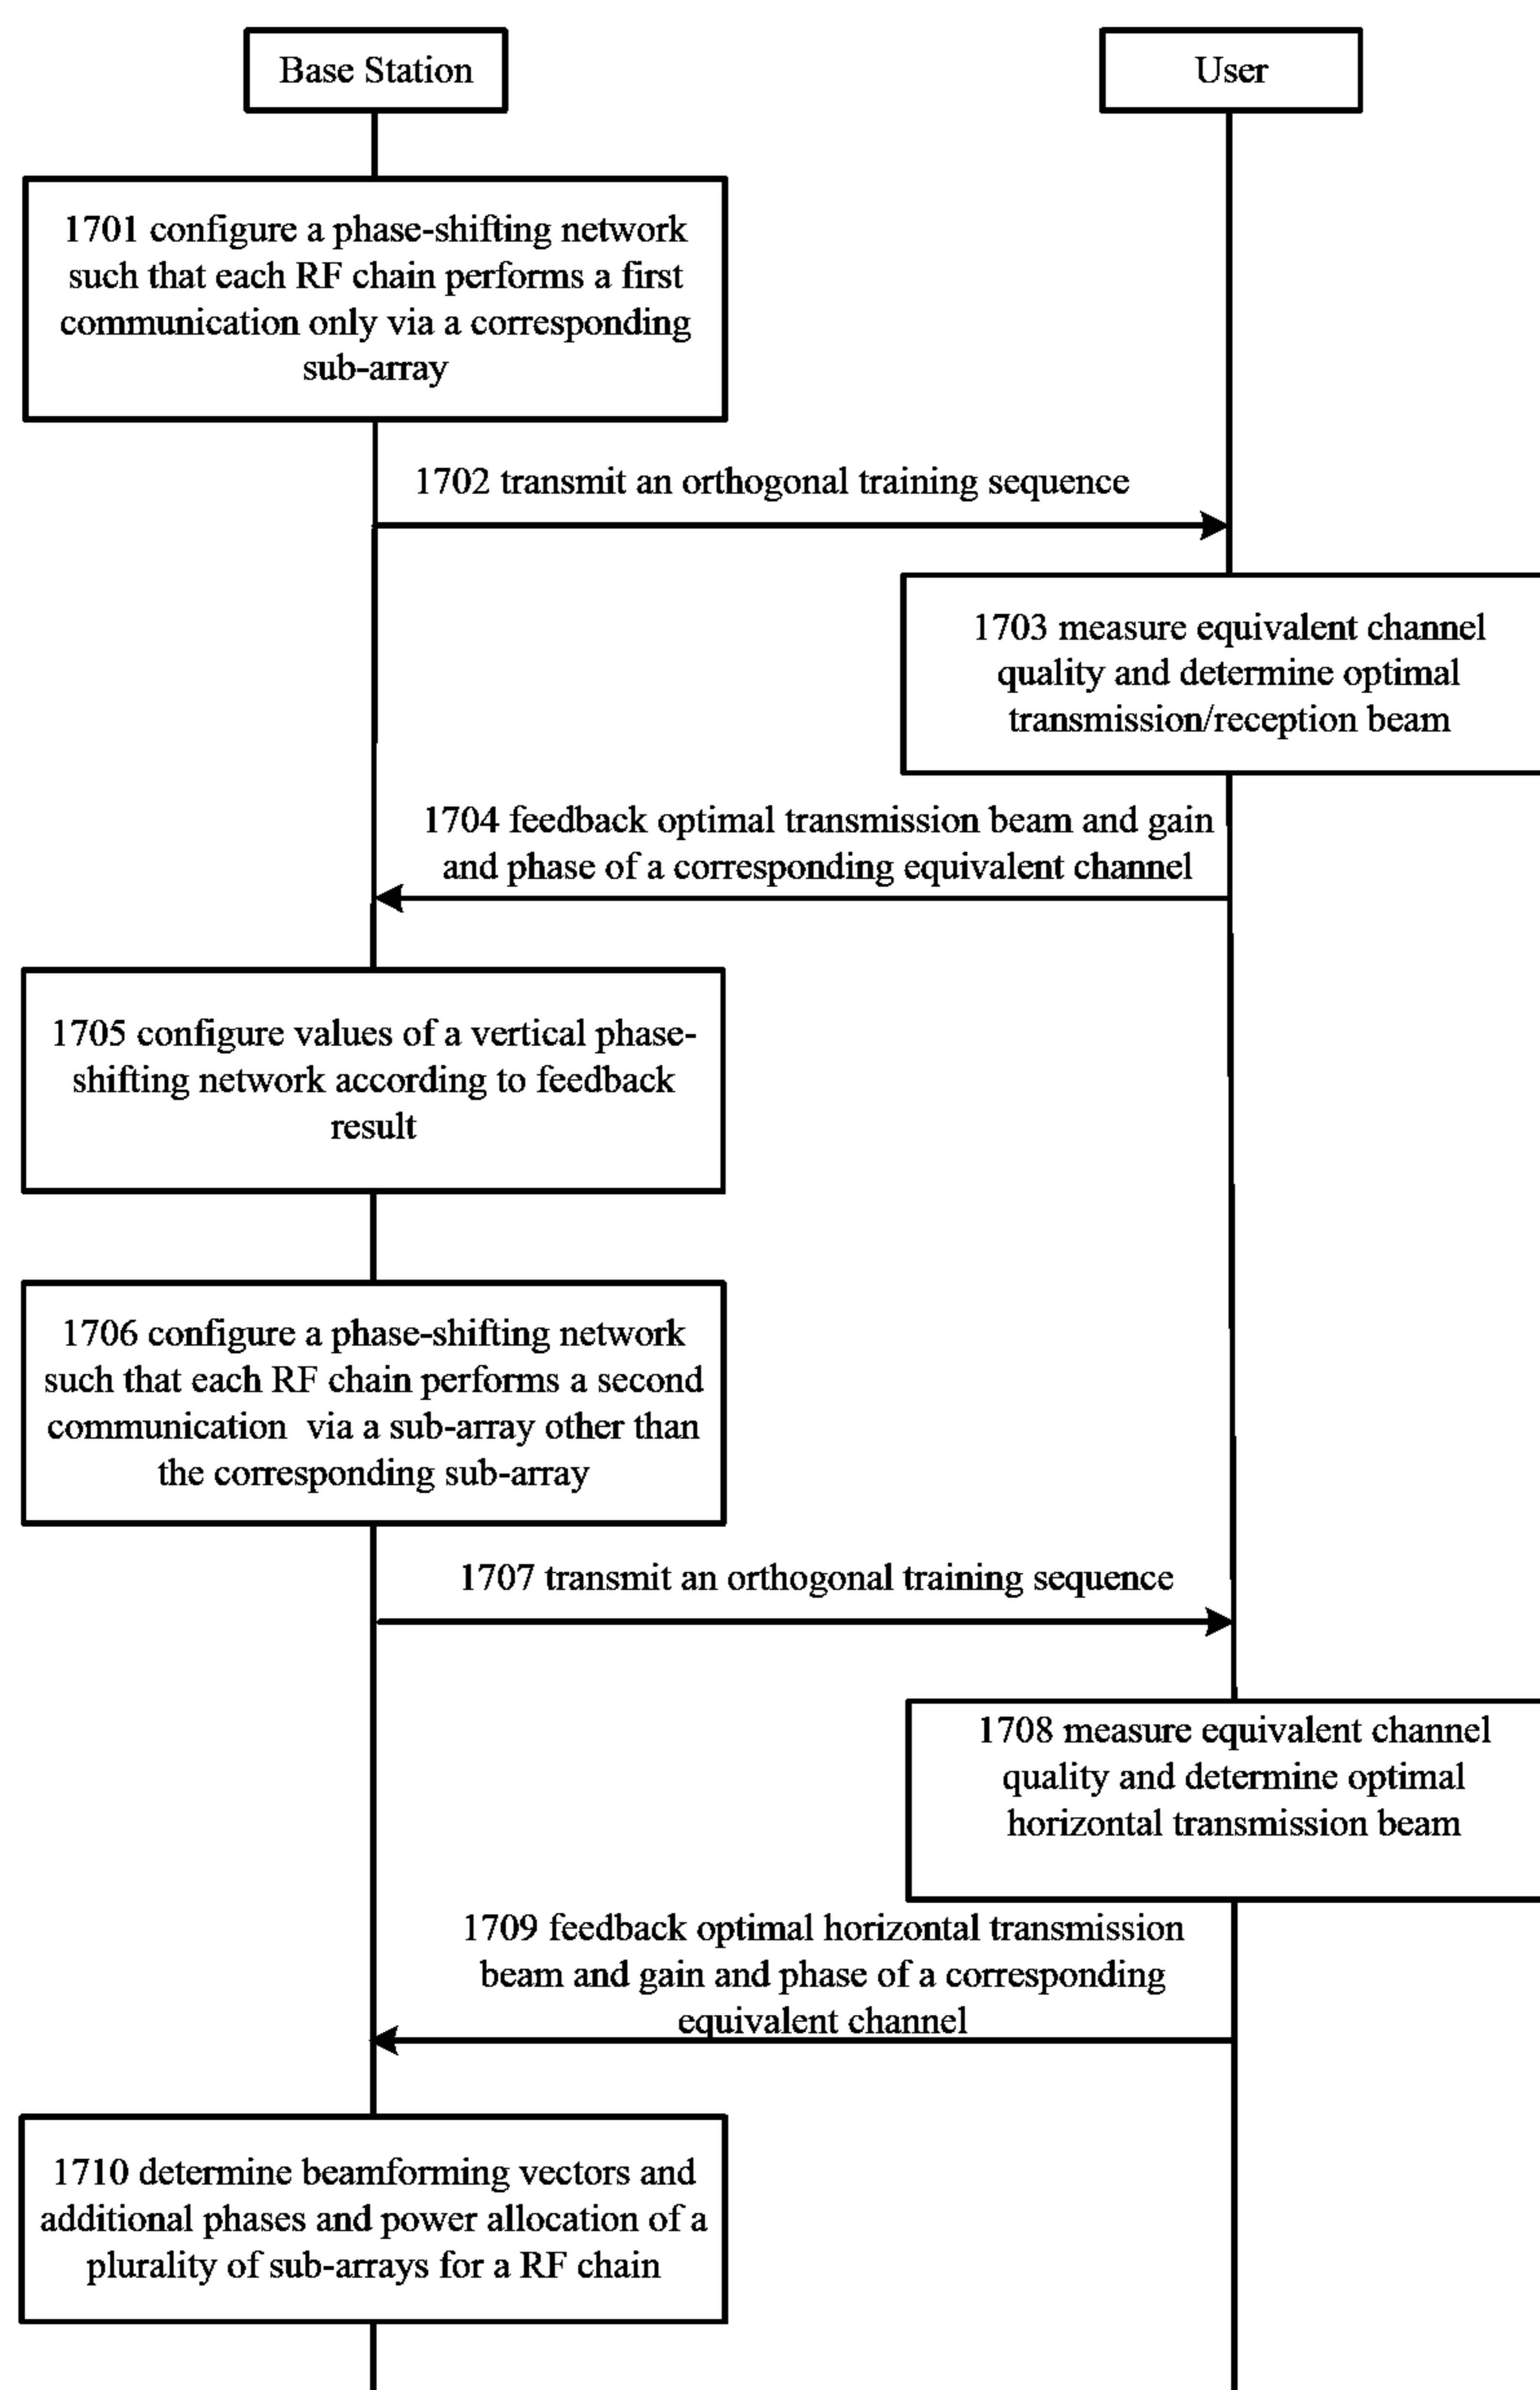 Base Station
User
1701 configure a phase-shifting network
such that each RF chain performs a first
communication only via a corresponding
sub-array
1702 transmit an orthogonal training sequence
1703 measure equivalent channel
quality and determine optimal
transmission/reception beam
1704 feedback optimal transmission beam and gain
and phase of a corresponding equivalent channel
1705 configure values of a vertical phase-
shifting network according to feedback
result
1706 configure a phase-shifting network
such that each RF chain performs a second
communication via a sub-array other than
the corresponding sub-array
1707 transmit an orthogonal training sequence
1708 measure equivalent channel
quality and determine optimal
horizontal transmission beam
1709 feedback optimal horizontal transmission
beam and gain and phase of a corresponding
equivalent channel
1710 determine beamforming vectors and
additional phases and power allocation of a
plurality of sub-arrays for a RF chain